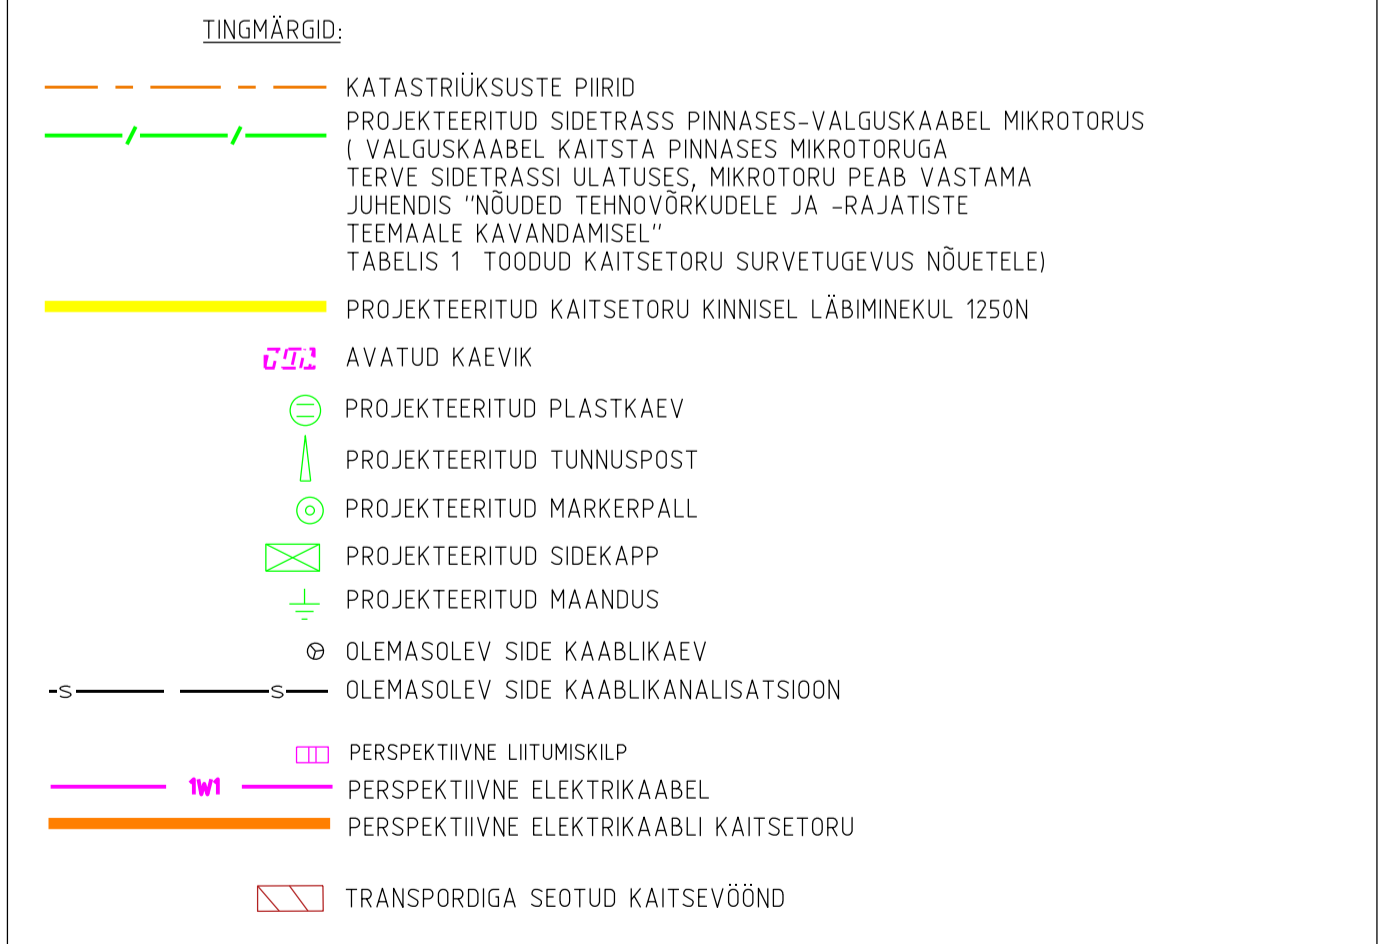 TINGMÄRGID:
KATASTRIÜKSUSTE PIIRID
PROJEKTEERITUD SIDETRASS PINNASES-VALGUSKAABEL MIKROTORUS
( VALGUSKAABEL KAITSTA PINNASES MIKROTORUGA
TERVE SIDETRASSI ULATUSES, MIKROTORU PEAB VASTAMA
JUHENDIS "NÕUDED TEHNOVÕRKUDELE JA -RAJATISTE
TEEMAALE KAVANDAMISEL"
TABELIS 1 TOODUD KAITSETORU SURVETUGEVUS NÕUETELE)
PROJEKTEERITUD KAITSETORU KINNISEL LÄBIMINEKUL 1250N
AVATUD KAEVIK
PROJEKTEERITUD PLASTKAEV
PROJEKTEERITUD TUNNUSPOST
PROJEKTEERITUD MARKERPALL
PROJEKTEERITUD SIDEKAPP
PROJEKTEERITUD MAANDUS
OLEMASOLEV SIDE KAABLIKAEV
S S OLEMASOLEV SIDE KAABLIKANALISATSIOON
PERSPEKTIIVNE LIITUMISKILP
1W1 PERSPEKTIIVNE ELEKTRIKAABEL
PERSPEKTIIVNE ELEKTRIKAABLI KAITSETORU
TRANSPORDIGA SEOTUD KAITSEVÖÖND